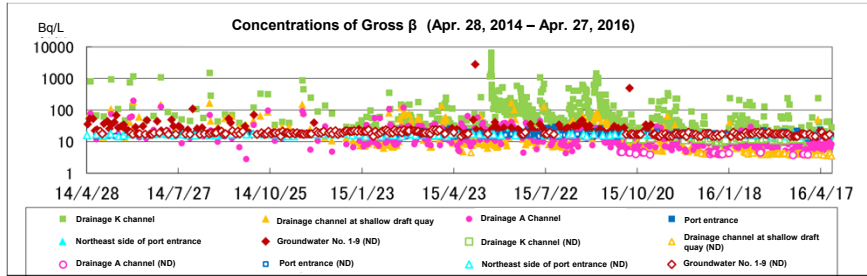 Concentrations of Gross β (Apr. 28, 2014 – Apr. 27, 2016)
Bq/L
10000
1000
100
10
1
14/4/28 14/7/27 14/10/25 15/1/23 15/4/23 15/7/22 15/10/20 16/1/18 16/4/17
Drainage K channel Drainage channel at shallow draft quay Drainage A Channel Port entrance
Northeast side of port entrance Groundwater No. 1-9 (ND) Drainage K channel (ND) Drainage channel at shallow draft quay (ND)
Drainage A channel (ND) Port entrance (ND) Northeast side of port entrance (ND) Groundwater No. 1-9 (ND)